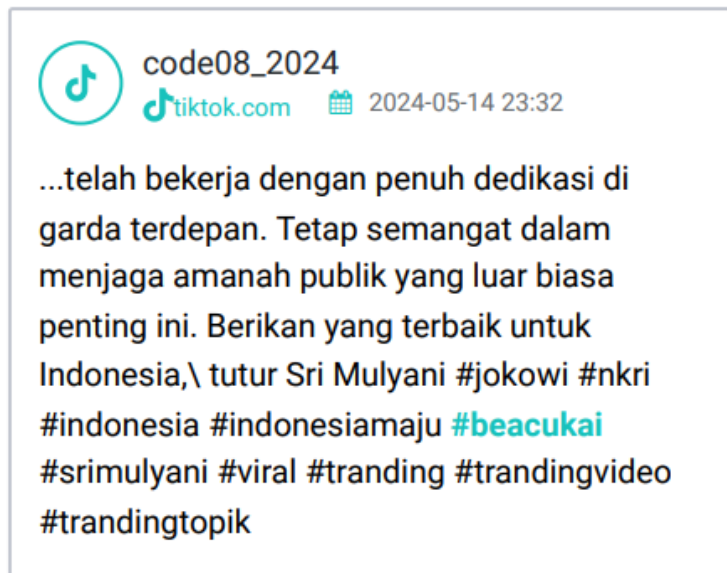 code08_2024
tiktok.com 2024-05-14 23:32
...telah bekerja dengan penuh dedikasi di
garda terdepan. Tetap semangat dalam
menjaga amanah publik yang luar biasa
penting ini. Berikan yang terbaik untuk
Indonesia,\ tutur Sri Mulyani #jokowi #nkri
#indonesia #indonesiamaju #beacukai
#srimulyani #viral #tranding #trandingvideo
#trandingtopik